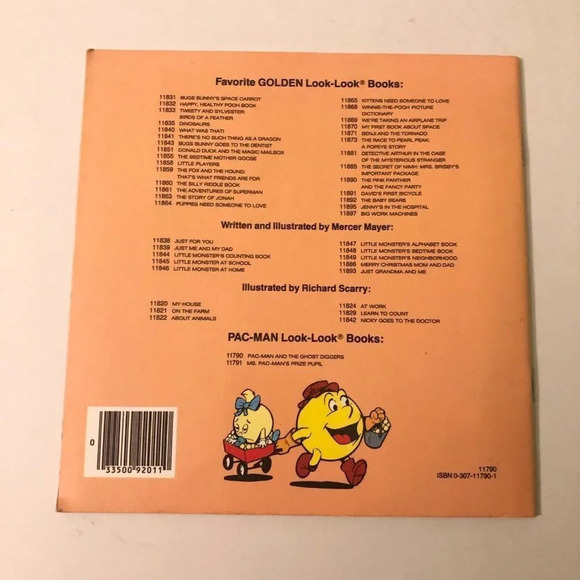 Favorite GOLDEN Look-Look® Books:
11831 BUGS BUNNY'S SPACE CARROT
11832 HAPPY, HEALTHY POOH BOOK
11833 TWEETY AND SYLVESTER:
BIRDS OF A FEATHER
11835 DINOSAURS
11840 WHAT WAS THAT!
11841 THERE'S NO SUCH THING AS A DRAGON
11843 BUGS BUNNY GOES TO THE DENTIST
11851 DONALD DUCK AND THE MAGIC MAILBOX
11855 THE BEDTIME MOTHER GOOSE
11858 LITTLE PLAYERS
11859 THE FOX AND THE HOUND:
THAT'S WHAT FRIENDS ARE FOR
11860 THE SILLY RIDDLE BOOK
11861 THE ADVENTURES OF SUPERMAN
11863 THE STORY OF JONAH
11864 PUPPIES NEED SOMEONE TO LOVE
11865 KITTENS NEED SOMEONE TO LOVE
11868 WINNIE-THE-POOH PICTURE
DICTIONARY
11869 WE'RE TAKING AN AIRPLANE TRIP
11870 MY FIRST BOOK ABOUT SPACE
11871 BENJI AND THE TORNADO
11873 THE RACE TO PEARL PEAK:
A POPEYE STORY
11881 DETECTIVE ARTHUR IN THE CASE
OF THE MYSTERIOUS STRANGER
11885 THE SECRET OF NIMH: MRS. BRISBY'S
IMPORTANT PACKAGE
11890 THE PINK PANTHER
AND THE FANCY PARTY
11891 DAVID'S FIRST BICYCLE
11892 THE BABY BEARS
11895 JENNY'S IN THE HOSPITAL
11897 BIG WORK MACHINES
Written and Illustrated by Mercer Mayer:
11838 JUST FOR YOU
11839 JUST ME AND MY DAD
11844 LITTLE MONSTER'S COUNTING BOOK
11845 LITTLE MONSTER AT SCHOOL
11846 LITTLE MONSTER AT HOME
11847 LITTLE MONSTER'S ALPHABET BOOK
11848 LITTLE MONSTER'S BEDTIME BOOK
11849 LITTLE MONSTER'S NEIGHBORHOOD
11886 MERRY CHRISTMAS MOM AND DAD
11893 JUST GRANDMA AND ME
Illustrated by Richard Scarry:
11820 MY HOUSE
11821 ON THE FARM
11822 ABOUT ANIMALS
11824 AT WORK
11829 LEARN TO COUNT
11842 NICKY GOES TO THE DOCTOR
PAC-MAN Look-Look® Books:
11790 PAC-MAN AND THE GHOST DIGGERS
11791 MS. PAC-MAN'S PRIZE PUPIL
0
33500 92011
11790
ISBN 0-307-11790-1